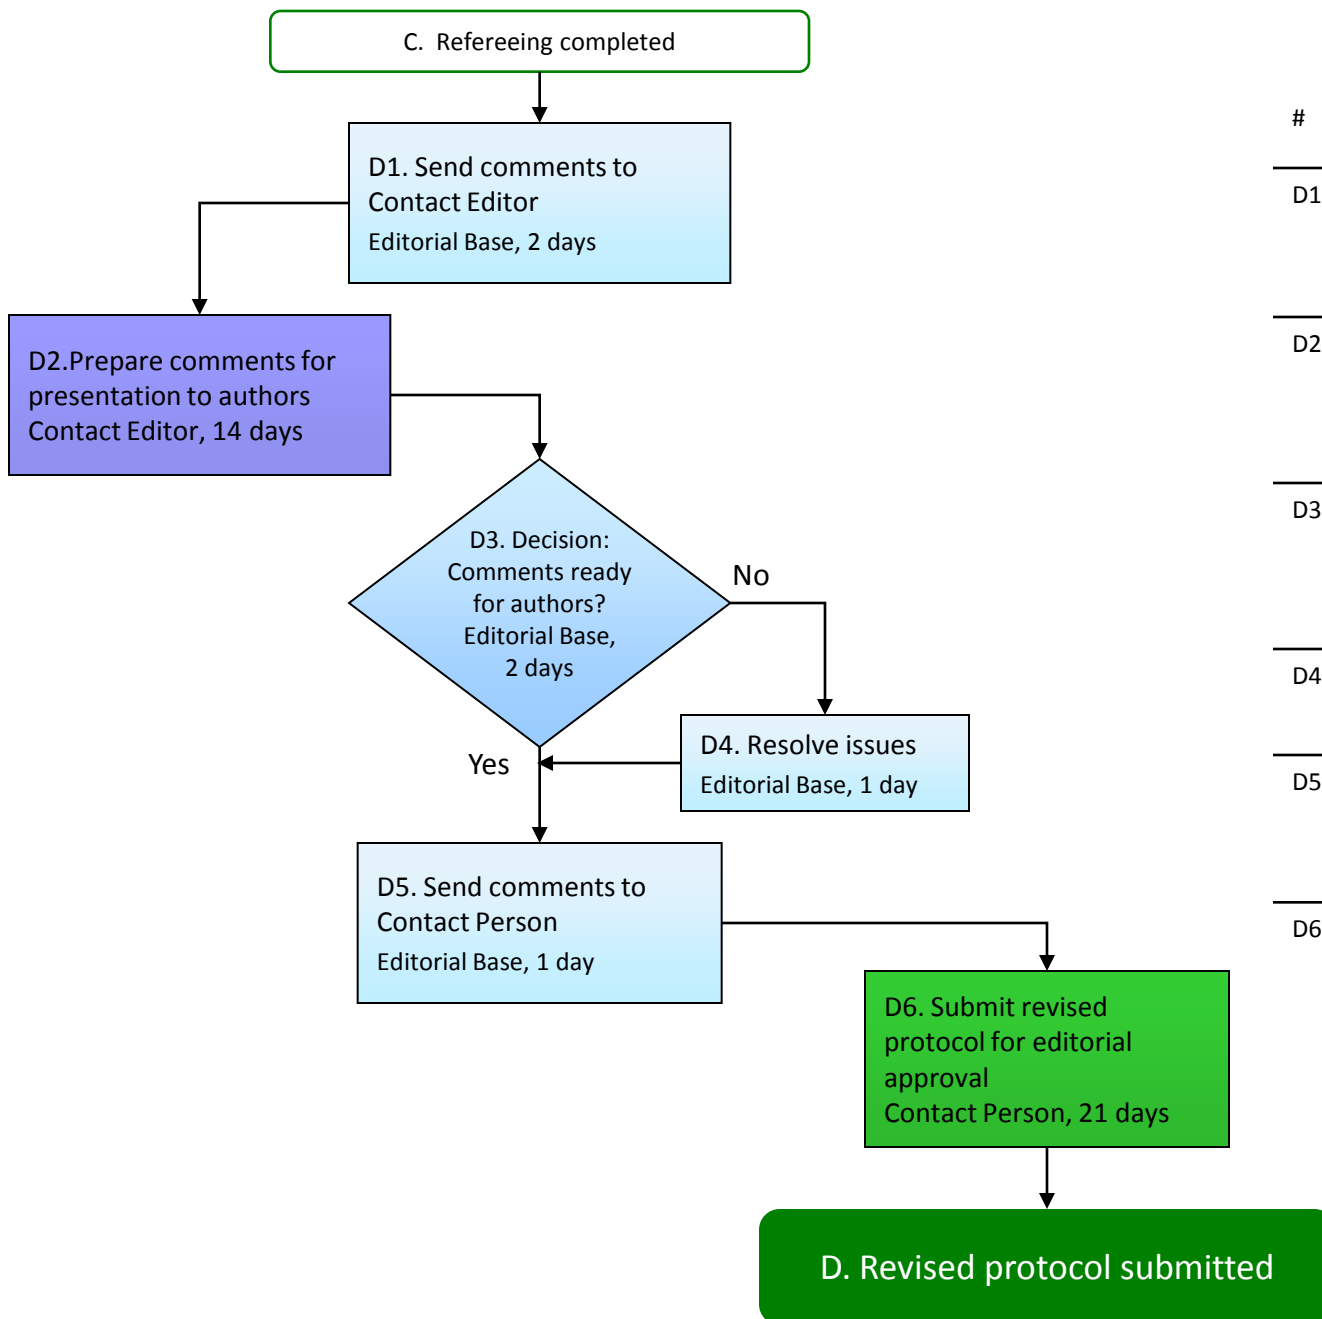 C.  Refereeing completed
D1. Send comments to
Contact Editor
Editorial Base, 2 days
D2.Prepare comments for
presentation to authors
Contact Editor, 14 days
D3. Decision:
Comments ready
for authors?
Editorial Base,
2 days
No
D4. Resolve issues
Editorial Base, 1 day
Yes
D5. Send comments to
Contact Person
Editorial Base, 1 day
D6. Submit revised
protocol for editorial
approval
Contact Person, 21 days
D. Revised protocol submitted
#
D1
D2
D3
D4
D5
D6